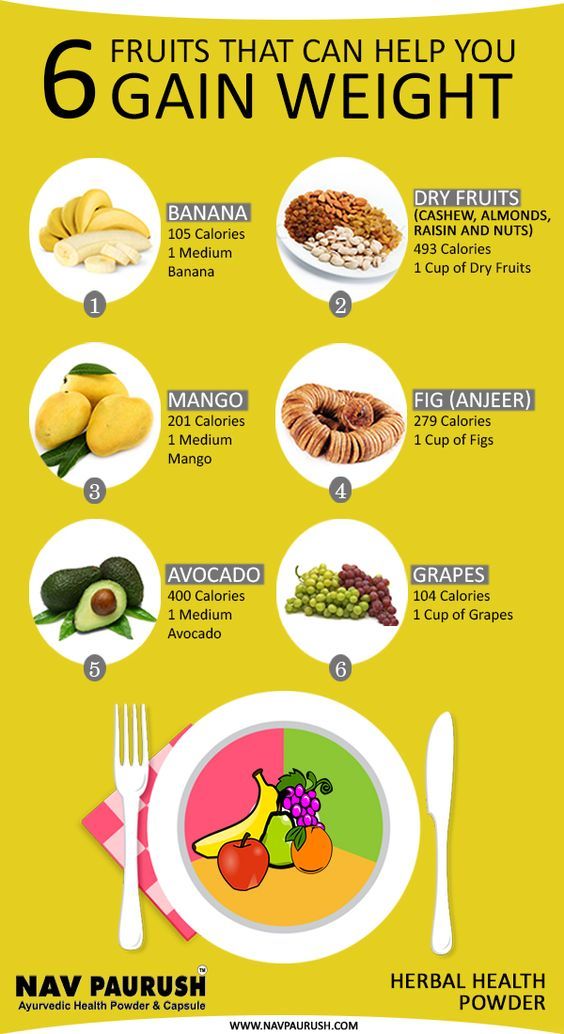 6 FRUITS THAT CAN HELP YOU
GAIN WEIGHT
BANANA
105 Calories
1 Medium
Banana
1
DRY FRUITS
(CASHEW, ALMONDS,
RAISIN AND NUTS)
493 Calories
1 Cup of Dry Fruits
2
MANGO
201 Calories
1 Medium
Mango
3
FIG (ANJEER)
279 Calories
1 Cup of Figs
4
AVOCADO
400 Calories
1 Medium
Avocado
5
GRAPES
104 Calories
1 Cup of Grapes
6
NAV PAURUSH™
Ayurvedic Health Powder & Capsule
HERBAL HEALTH
POWDER
WWW.NAVPAURUSH.COM